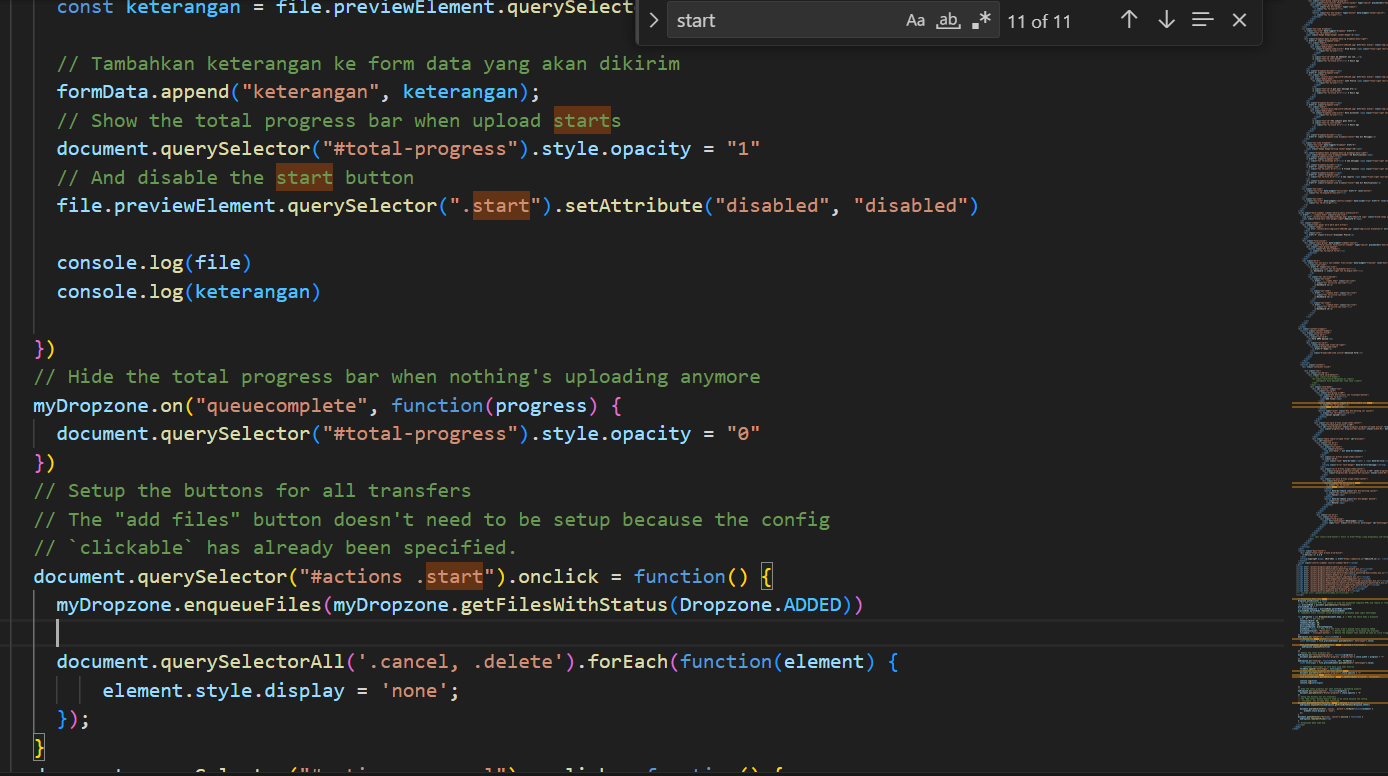 const keterangan = file.previewElement.querySelect
start
Aa ab .* 11 of 11
// Tambahkan keterangan ke form data yang akan dikirim
formData.append("keterangan", keterangan);
// Show the total progress bar when upload starts
document.querySelector("#total-progress").style.opacity = "1"
// And disable the start button
file.previewElement.querySelector(".start").setAttribute("disabled", "disabled")
console.log(file)
console.log(keterangan)
})
// Hide the total progress bar when nothing's uploading anymore
myDropzone.on("queuecomplete", function(progress) {
document.querySelector("#total-progress").style.opacity = "0"
})
// Setup the buttons for all transfers
// The "add files" button doesn't need to be setup because the config
// `clickable` has already been specified.
document.querySelector("#actions .start").onclick = function() {
myDropzone.enqueueFiles(myDropzone.getFilesWithStatus(Dropzone.ADDED))
document.querySelectorAll('.cancel, .delete').forEach(function(element) {
element.style.display = 'none';
});
}